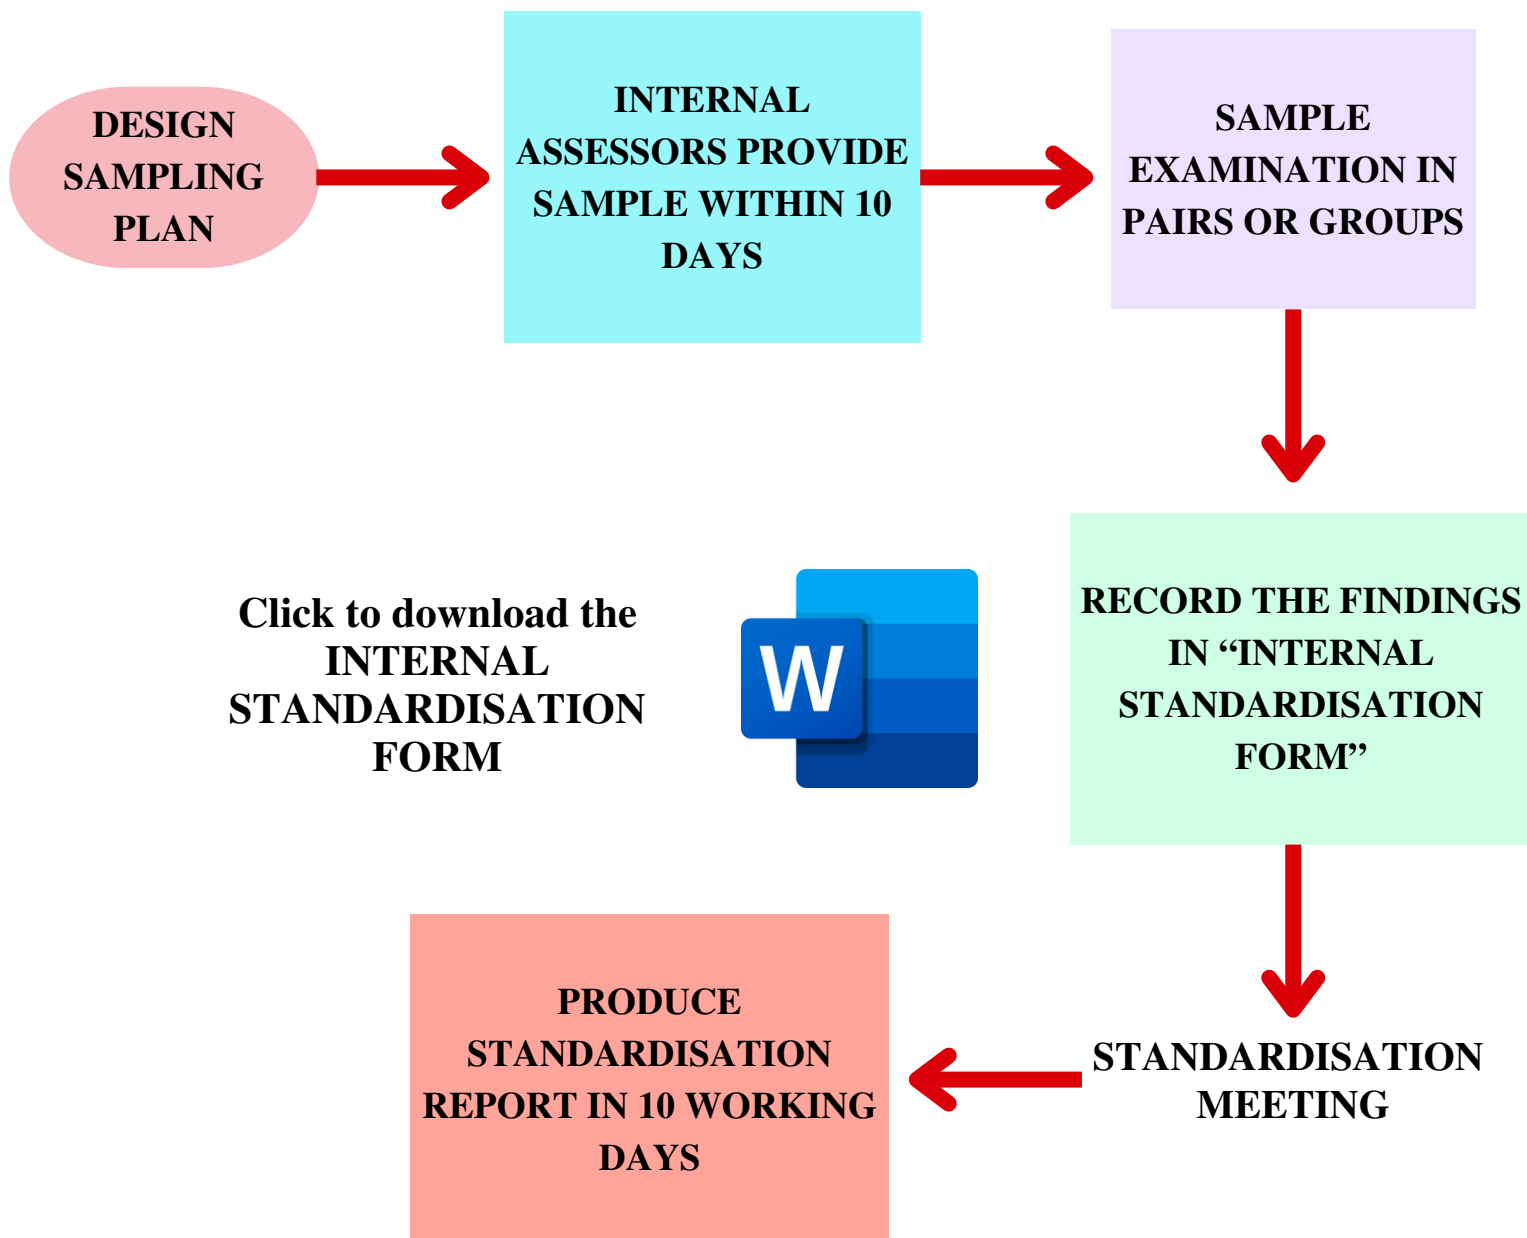 DESIGN
SAMPLING
PLAN
INTERNAL
ASSESSORS PROVIDE
SAMPLE WITHIN 10
DAYS
SAMPLE
EXAMINATION IN
PAIRS OR GROUPS
RECORD THE FINDINGS
IN “INTERNAL
STANDARDISATION
FORM”
Click to download the
INTERNAL
STANDARDISATION
FORM
W
STANDARDISATION
MEETING
PRODUCE
STANDARDISATION
REPORT IN 10 WORKING
DAYS